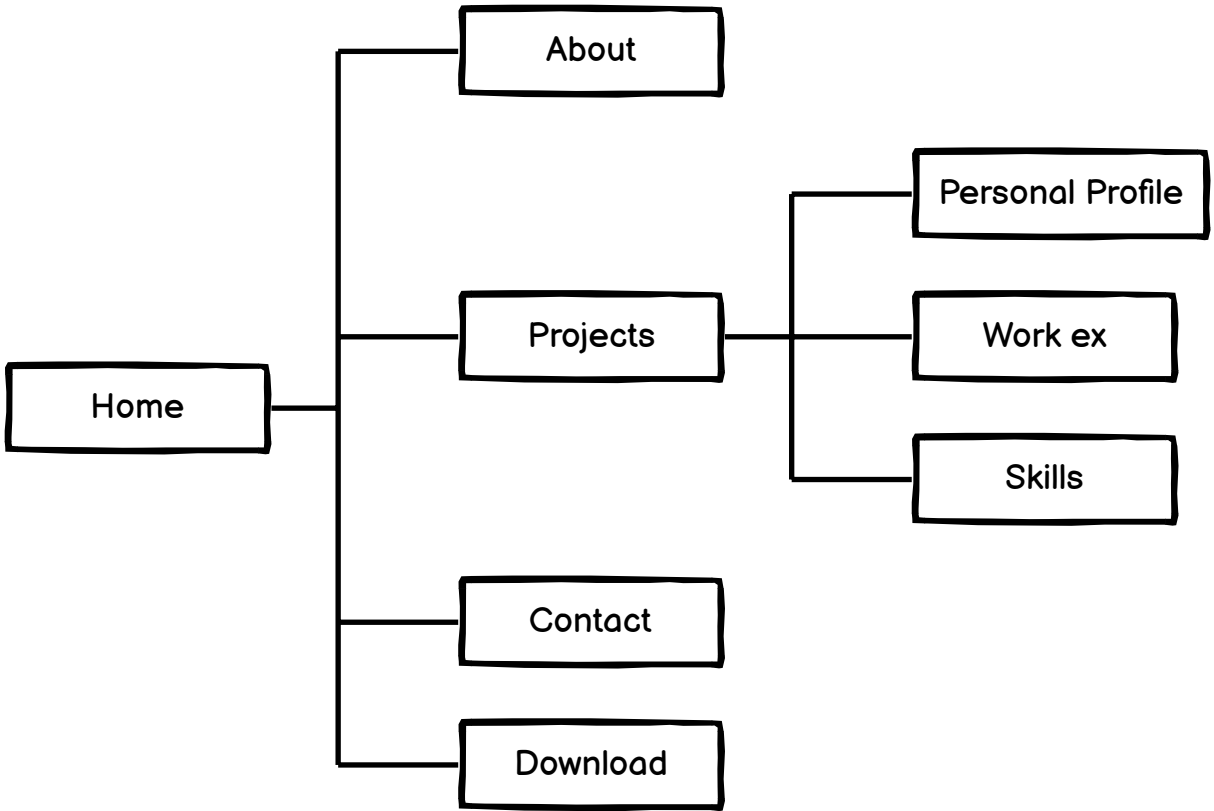 About
Personal Profile
Projects
Work ex
Home
Skills
Contact
Download